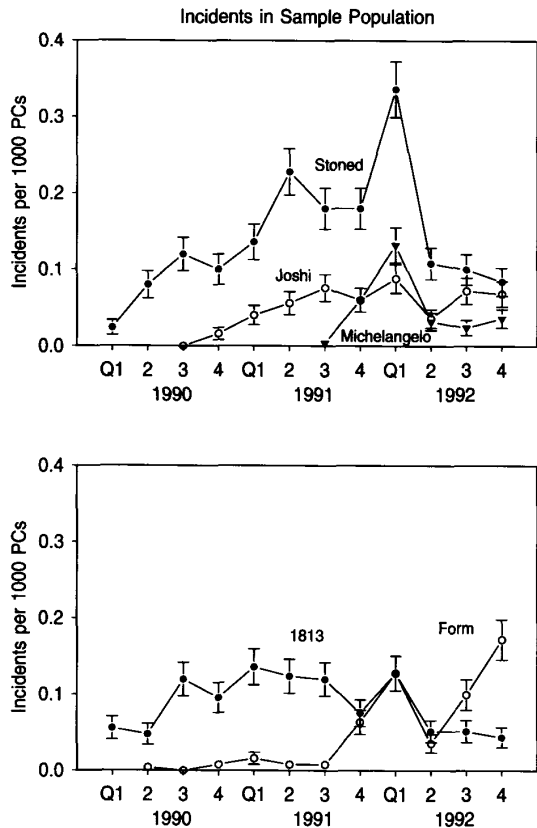 Incidents in Sample Population
Incidents per 1000 PCs
0.4
0.3
0.2
0.1
0.0
Stoned
Joshi
Michelangelo
Q1 2 3 4 Q1 2 3 4 Q1 2 3 4
1990 1991 1992
Incidents per 1000 PCs
0.4
0.3
0.2
0.1
0.0
1813
Form
Q1 2 3 4 Q1 2 3 4 Q1 2 3 4
1990 1991 1992